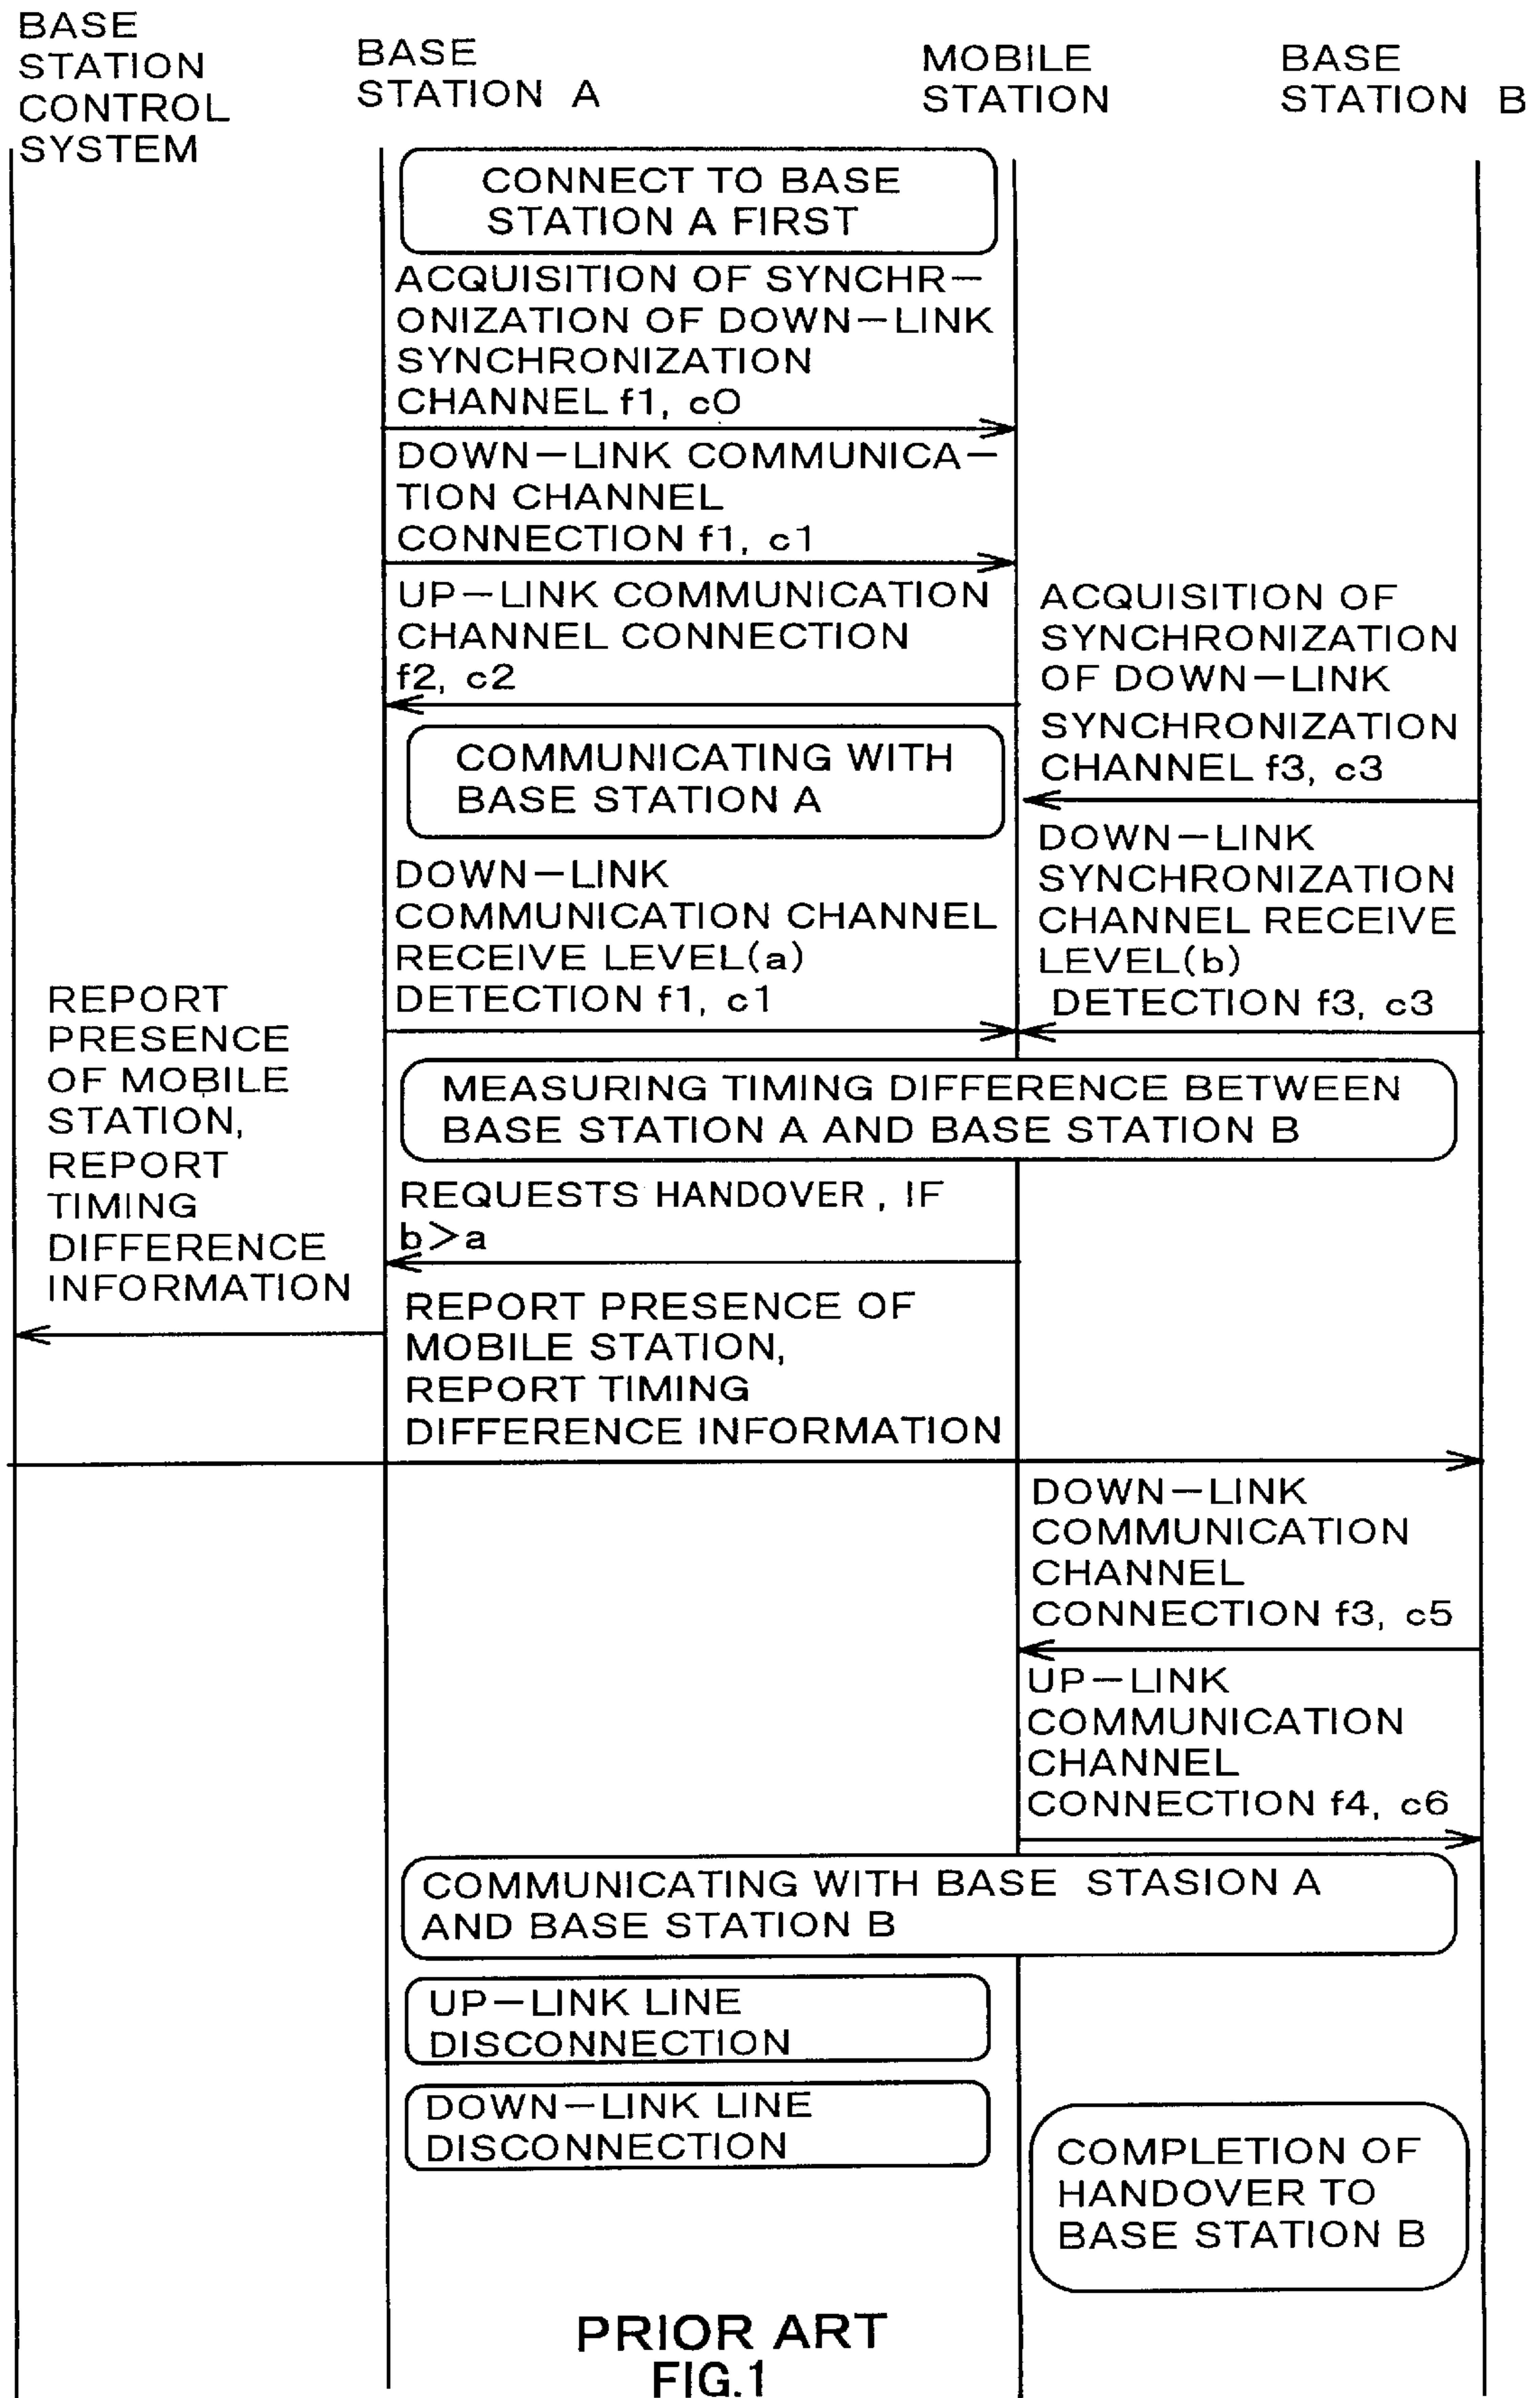 BASE
STATION
CONTROL
SYSTEM
BASE
STATION A
MOBILE
STATION
BASE
STATION B
CONNECT TO BASE
STATION A FIRST
ACQUISITION OF SYNCHR—
ONIZATION OF DOWN—LINK
SYNCHRONIZATION
CHANNEL f1, c0
DOWN—LINK COMMUNICA—
TION CHANNEL
CONNECTION f1, c1
UP—LINK COMMUNICATION
CHANNEL CONNECTION
f2, c2
ACQUISITION OF
SYNCHRONIZATION
OF DOWN—LINK
SYNCHRONIZATION
CHANNEL f3, c3
COMMUNICATING WITH
BASE STATION A
DOWN—LINK
COMMUNICATION CHANNEL
RECEIVE LEVEL(a)
DETECTION f1, c1
DOWN—LINK
SYNCHRONIZATION
CHANNEL RECEIVE
LEVEL(b)
DETECTION f3, c3
REPORT
PRESENCE
OF MOBILE
STATION,
REPORT
TIMING
DIFFERENCE
INFORMATION
MEASURING TIMING DIFFERENCE BETWEEN
BASE STATION A AND BASE STATION B
REQUESTS HANDOVER , IF
b>a
REPORT PRESENCE OF
MOBILE STATION,
REPORT TIMING
DIFFERENCE INFORMATION
DOWN—LINK
COMMUNICATION
CHANNEL
CONNECTION f3, c5
UP—LINK
COMMUNICATION
CHANNEL
CONNECTION f4, c6
COMMUNICATING WITH BASE STASION A
AND BASE STATION B
UP—LINK LINE
DISCONNECTION
DOWN—LINK LINE
DISCONNECTION
COMPLETION OF
HANDOVER TO
BASE STATION B
PRIOR ART
FIG.1